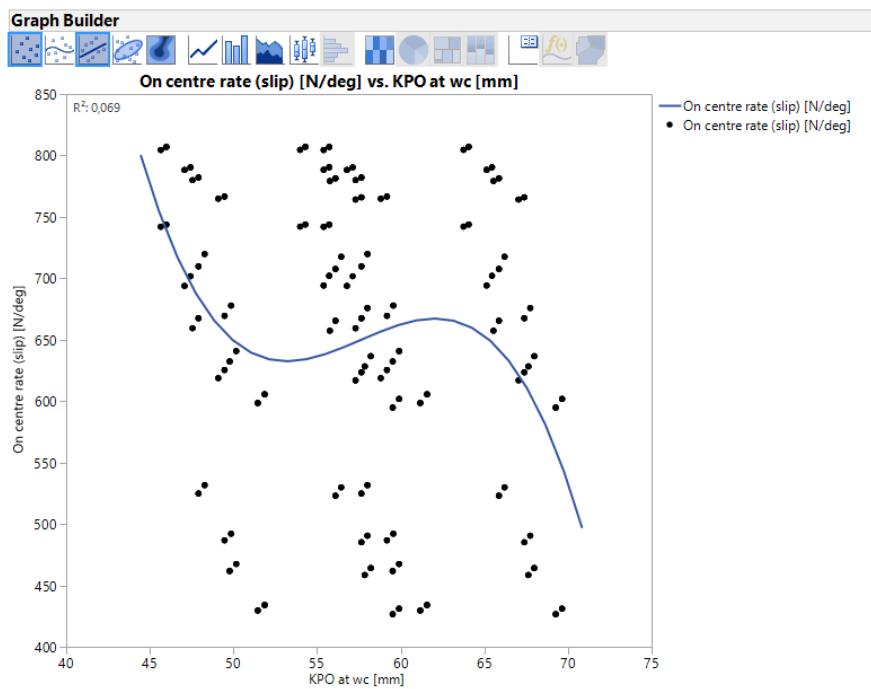 Graph Builder
On centre rate (slip) [N/deg] vs. KPO at wc [mm]
R²: 0,069
On centre rate (slip) [N/deg]
On centre rate (slip) [N/deg]
850
800
750
700
650
600
550
500
450
400
On centre rate (slip) [N/deg]
40 45 50 55 60 65 70 75
KPO at wc [mm]